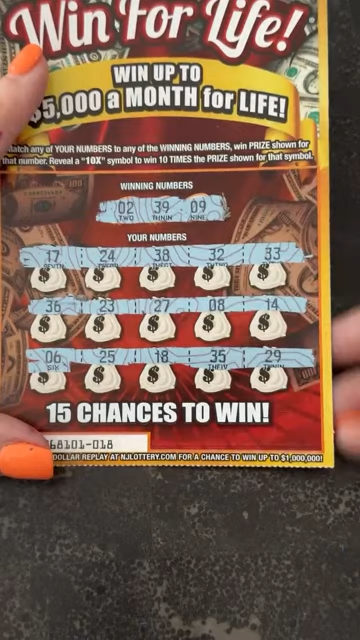 Win For Life!
WIN UP TO
$5,000 a MONTH for LIFE!
Match any of YOUR NUMBERS to any of the WINNING NUMBERS, win PRIZE shown for
that number. Reveal a "10X" symbol to win 10 TIMES the PRIZE shown for that symbol.
WINNING NUMBERS
02 39 09
TWO NININ NINE
YOUR NUMBERS
17 24 38 32 33
36 23 27 08 14
06 25 18 35 29
SIX THFIV
15 CHANCES TO WIN!
68101-018
DOLLAR REPLAY AT NJLOTTERY.COM FOR A CHANCE TO WIN UP TO $1,000,000!